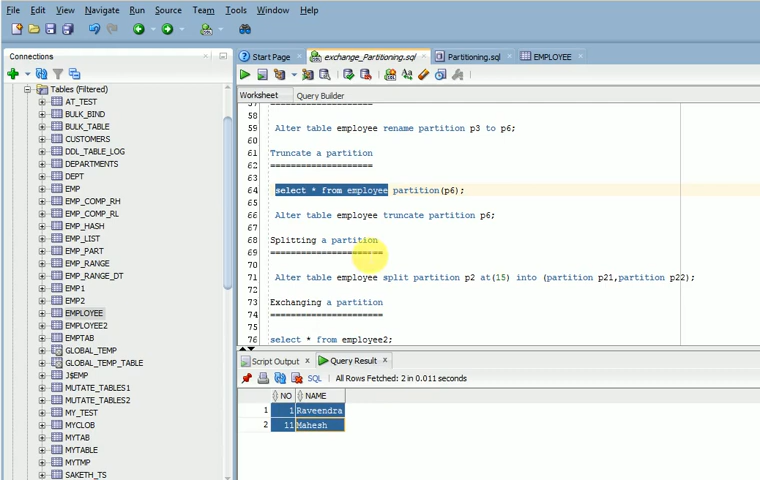 File Edit View Navigate Run Source Team Tools Window Help
Connections
Start Page
exchange_Partitioning.sql
Partitioning.sql
EMPLOYEE
Worksheet Query Builder
Tables (Filtered)
AT_TEST
BULK_BIND
BULK_TABLE
CUSTOMERS
DDL_TABLE_LOG
DEPARTMENTS
DEPT
EMP
EMP_COMP_RH
EMP_COMP_RL
EMP_HASH
EMP_LIST
EMP_PART
EMP_RANGE
EMP_RANGE_DT
EMP1
EMP2
EMPLOYEE
EMPLOYEE2
EMPTAB
GLOBAL_TEMP
GLOBAL_TEMP_TABLE
J$EMP
MUTATE_TABLES1
MUTATE_TABLES2
MY_TEST
MYCLOB
MYTAB
MYTABLE
MYTMP
SAKETH_TS
57 ====================
58
59 Alter table employee rename partition p3 to p6;
60
61 Truncate a partition
62 ====================
63
64 select * from employee partition(p6);
65
66 Alter table employee truncate partition p6;
67
68 Splitting a partition
69 ======================
70
71 Alter table employee split partition p2 at(15) into (partition p21,partition p22);
72
73 Exchanging a partition
74 ======================
75
76 select * from employee2;
Script Output Query Result
SQL All Rows Fetched: 2 in 0.011 seconds
NO NAME
1 1 Raveendra
2 11 Mahesh